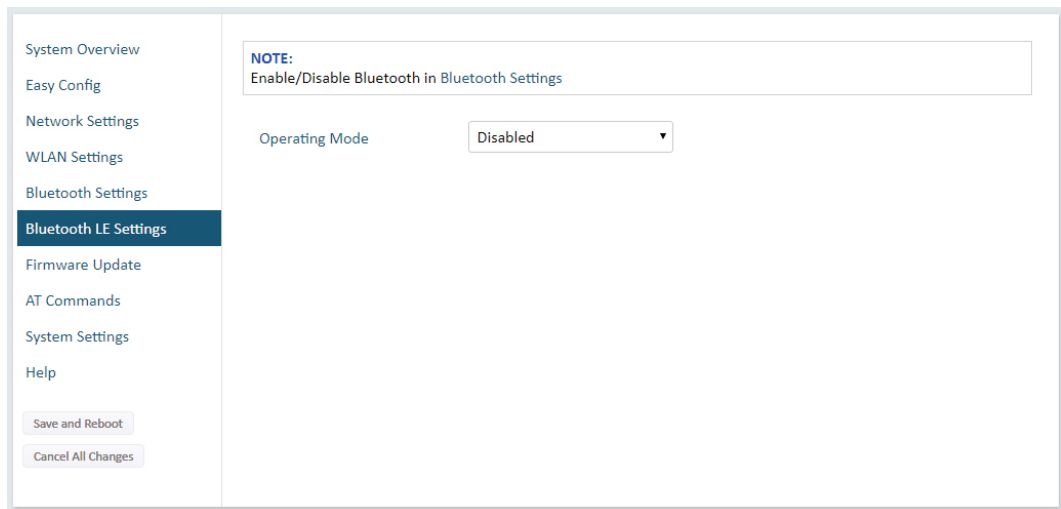 System Overview
Easy Config
Network Settings
WLAN Settings
Bluetooth Settings
Bluetooth LE Settings
Firmware Update
AT Commands
System Settings
Help
Save and Reboot
Cancel All Changes
NOTE:
Enable/Disable Bluetooth in Bluetooth Settings
Operating Mode
Disabled